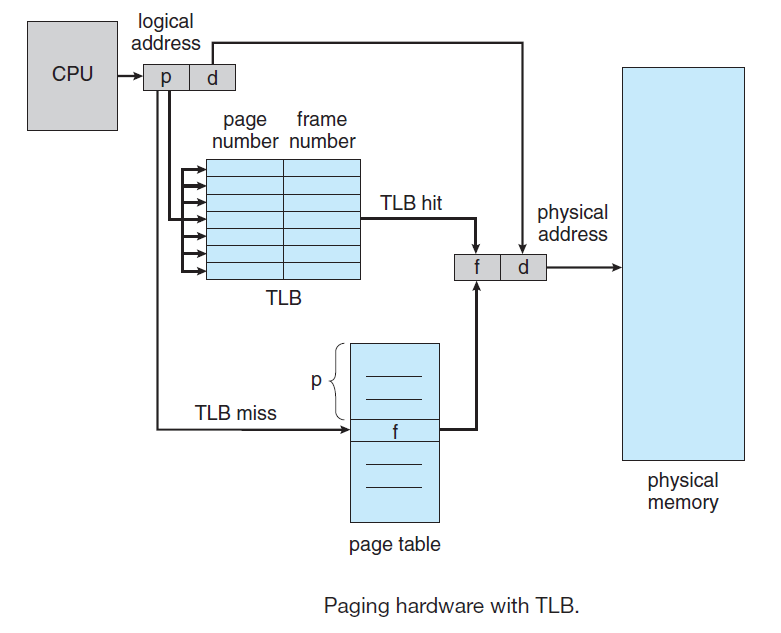 logical
address
CPU
p
d
page
number
frame
number
TLB hit
TLB
physical
address
f
d
p
TLB miss
f
page table
physical
memory
Paging hardware with TLB.